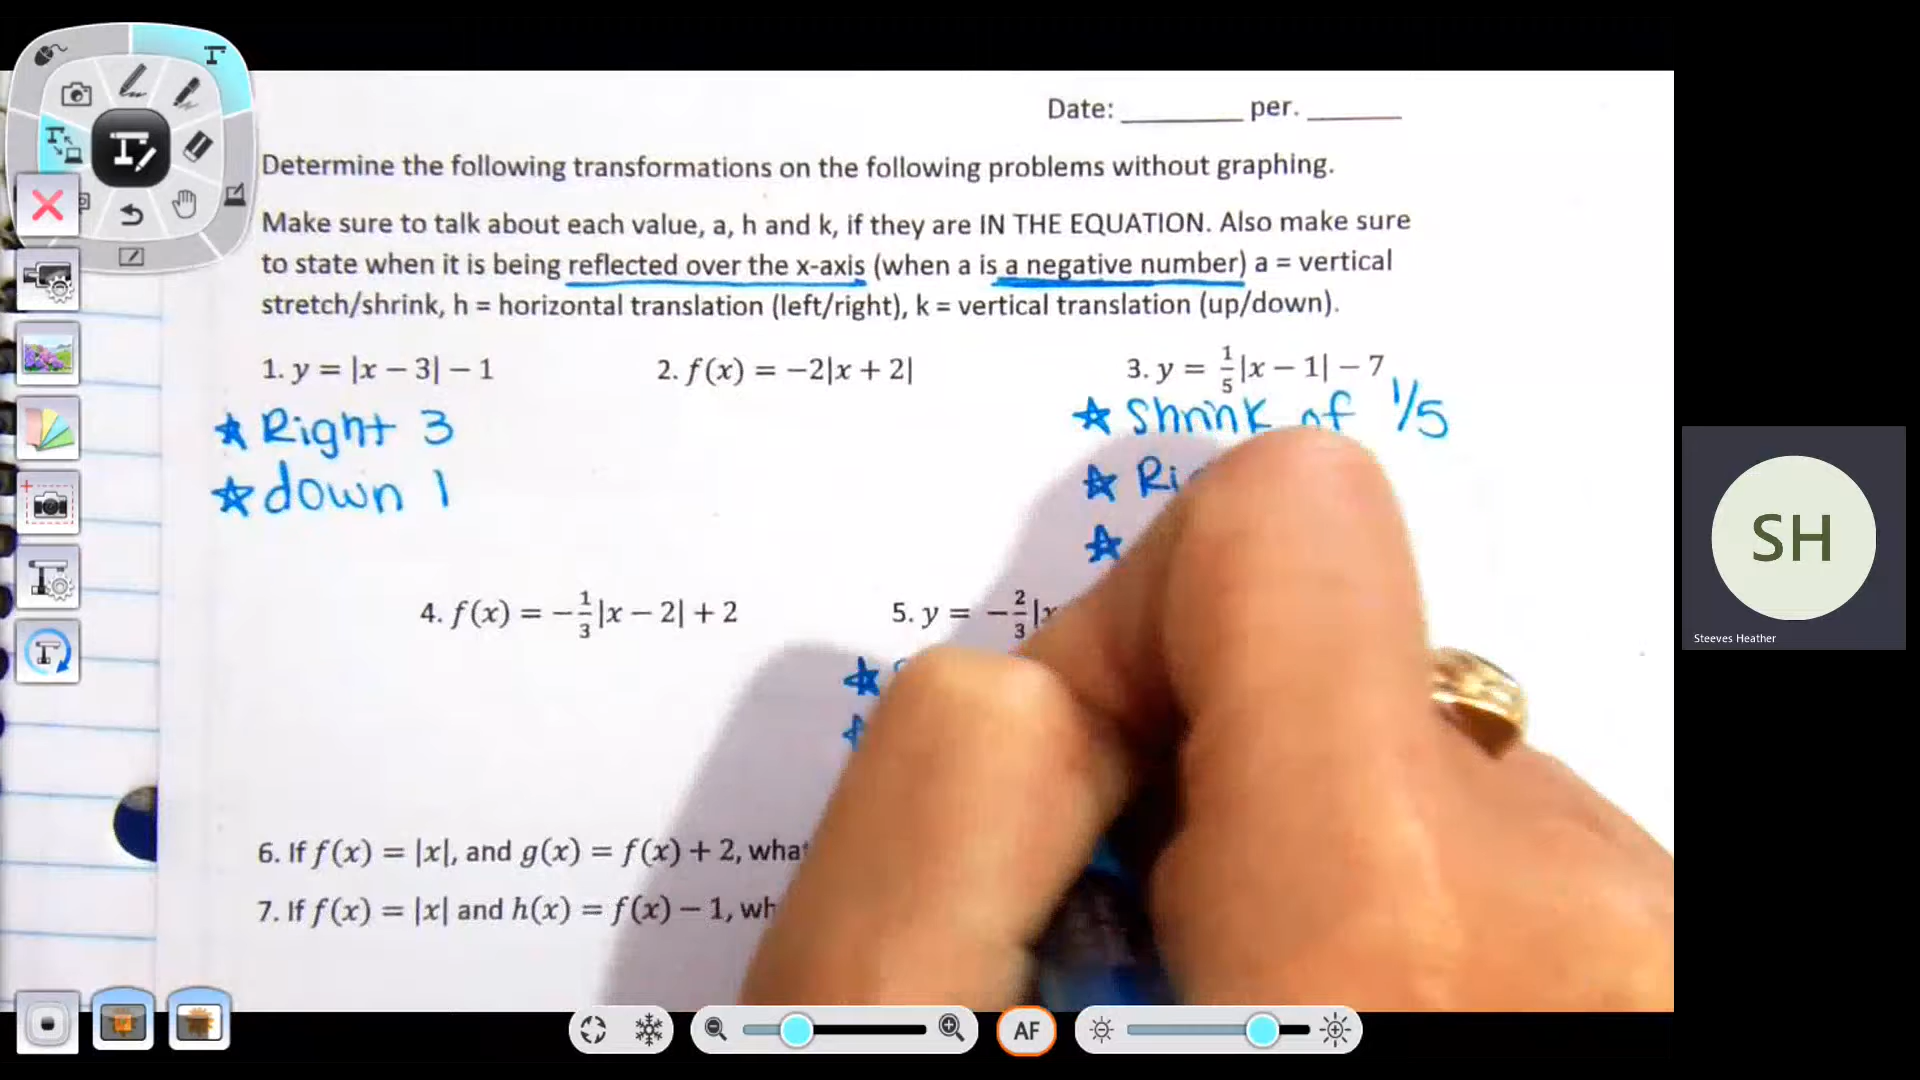 Date: ________ per. ______
Determine the following transformations on the following problems without graphing.
Make sure to talk about each value, a, h and k, if they are IN THE EQUATION. Also make sure
to state when it is being reflected over the x-axis (when a is a negative number) a = vertical
stretch/shrink, h = horizontal translation (left/right), k = vertical translation (up/down).
1. y = |x − 3| − 1 2. f(x) = −2|x + 2| 3. y = 1/5|x − 1| − 7
★ Right 3
★ down 1
★ Shrink of 1/5
★
★
4. f(x) = −1/3|x − 2| + 2 5. y = −2/3|x
★
★
6. If f(x) = |x|, and g(x) = f(x) + 2,
7. If f(x) = |x| and h(x) = f(x) − 1,
SH
Steeves Heather
AF